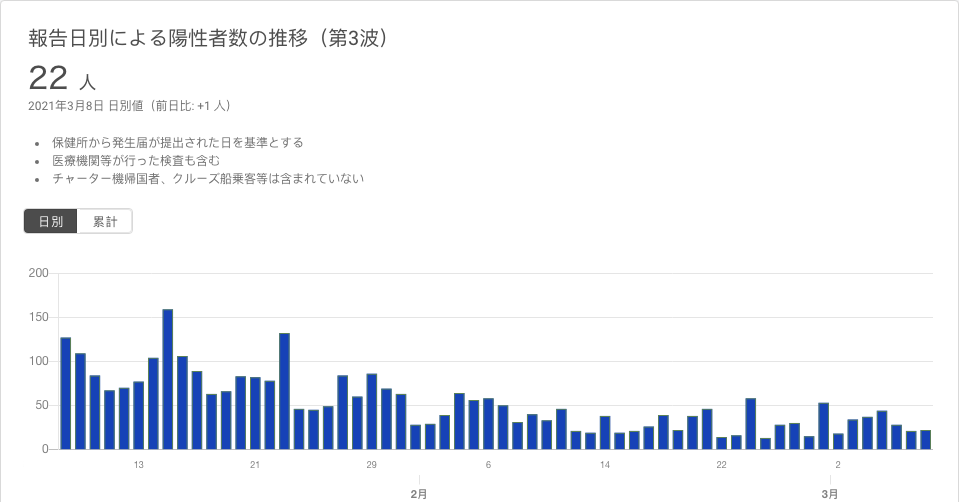 報告日別による陽性者数の推移（第3波）
22 人
2021年3月8日 日別値（前日比: +1 人）
保健所から発生届が提出された日を基準とする
医療機関等が行った検査も含む
チャーター機帰国者、クルーズ船乗客等は含まれていない
日別 累計
200
150
100
50
0
13 21 29 6 14 22 2
2月 3月